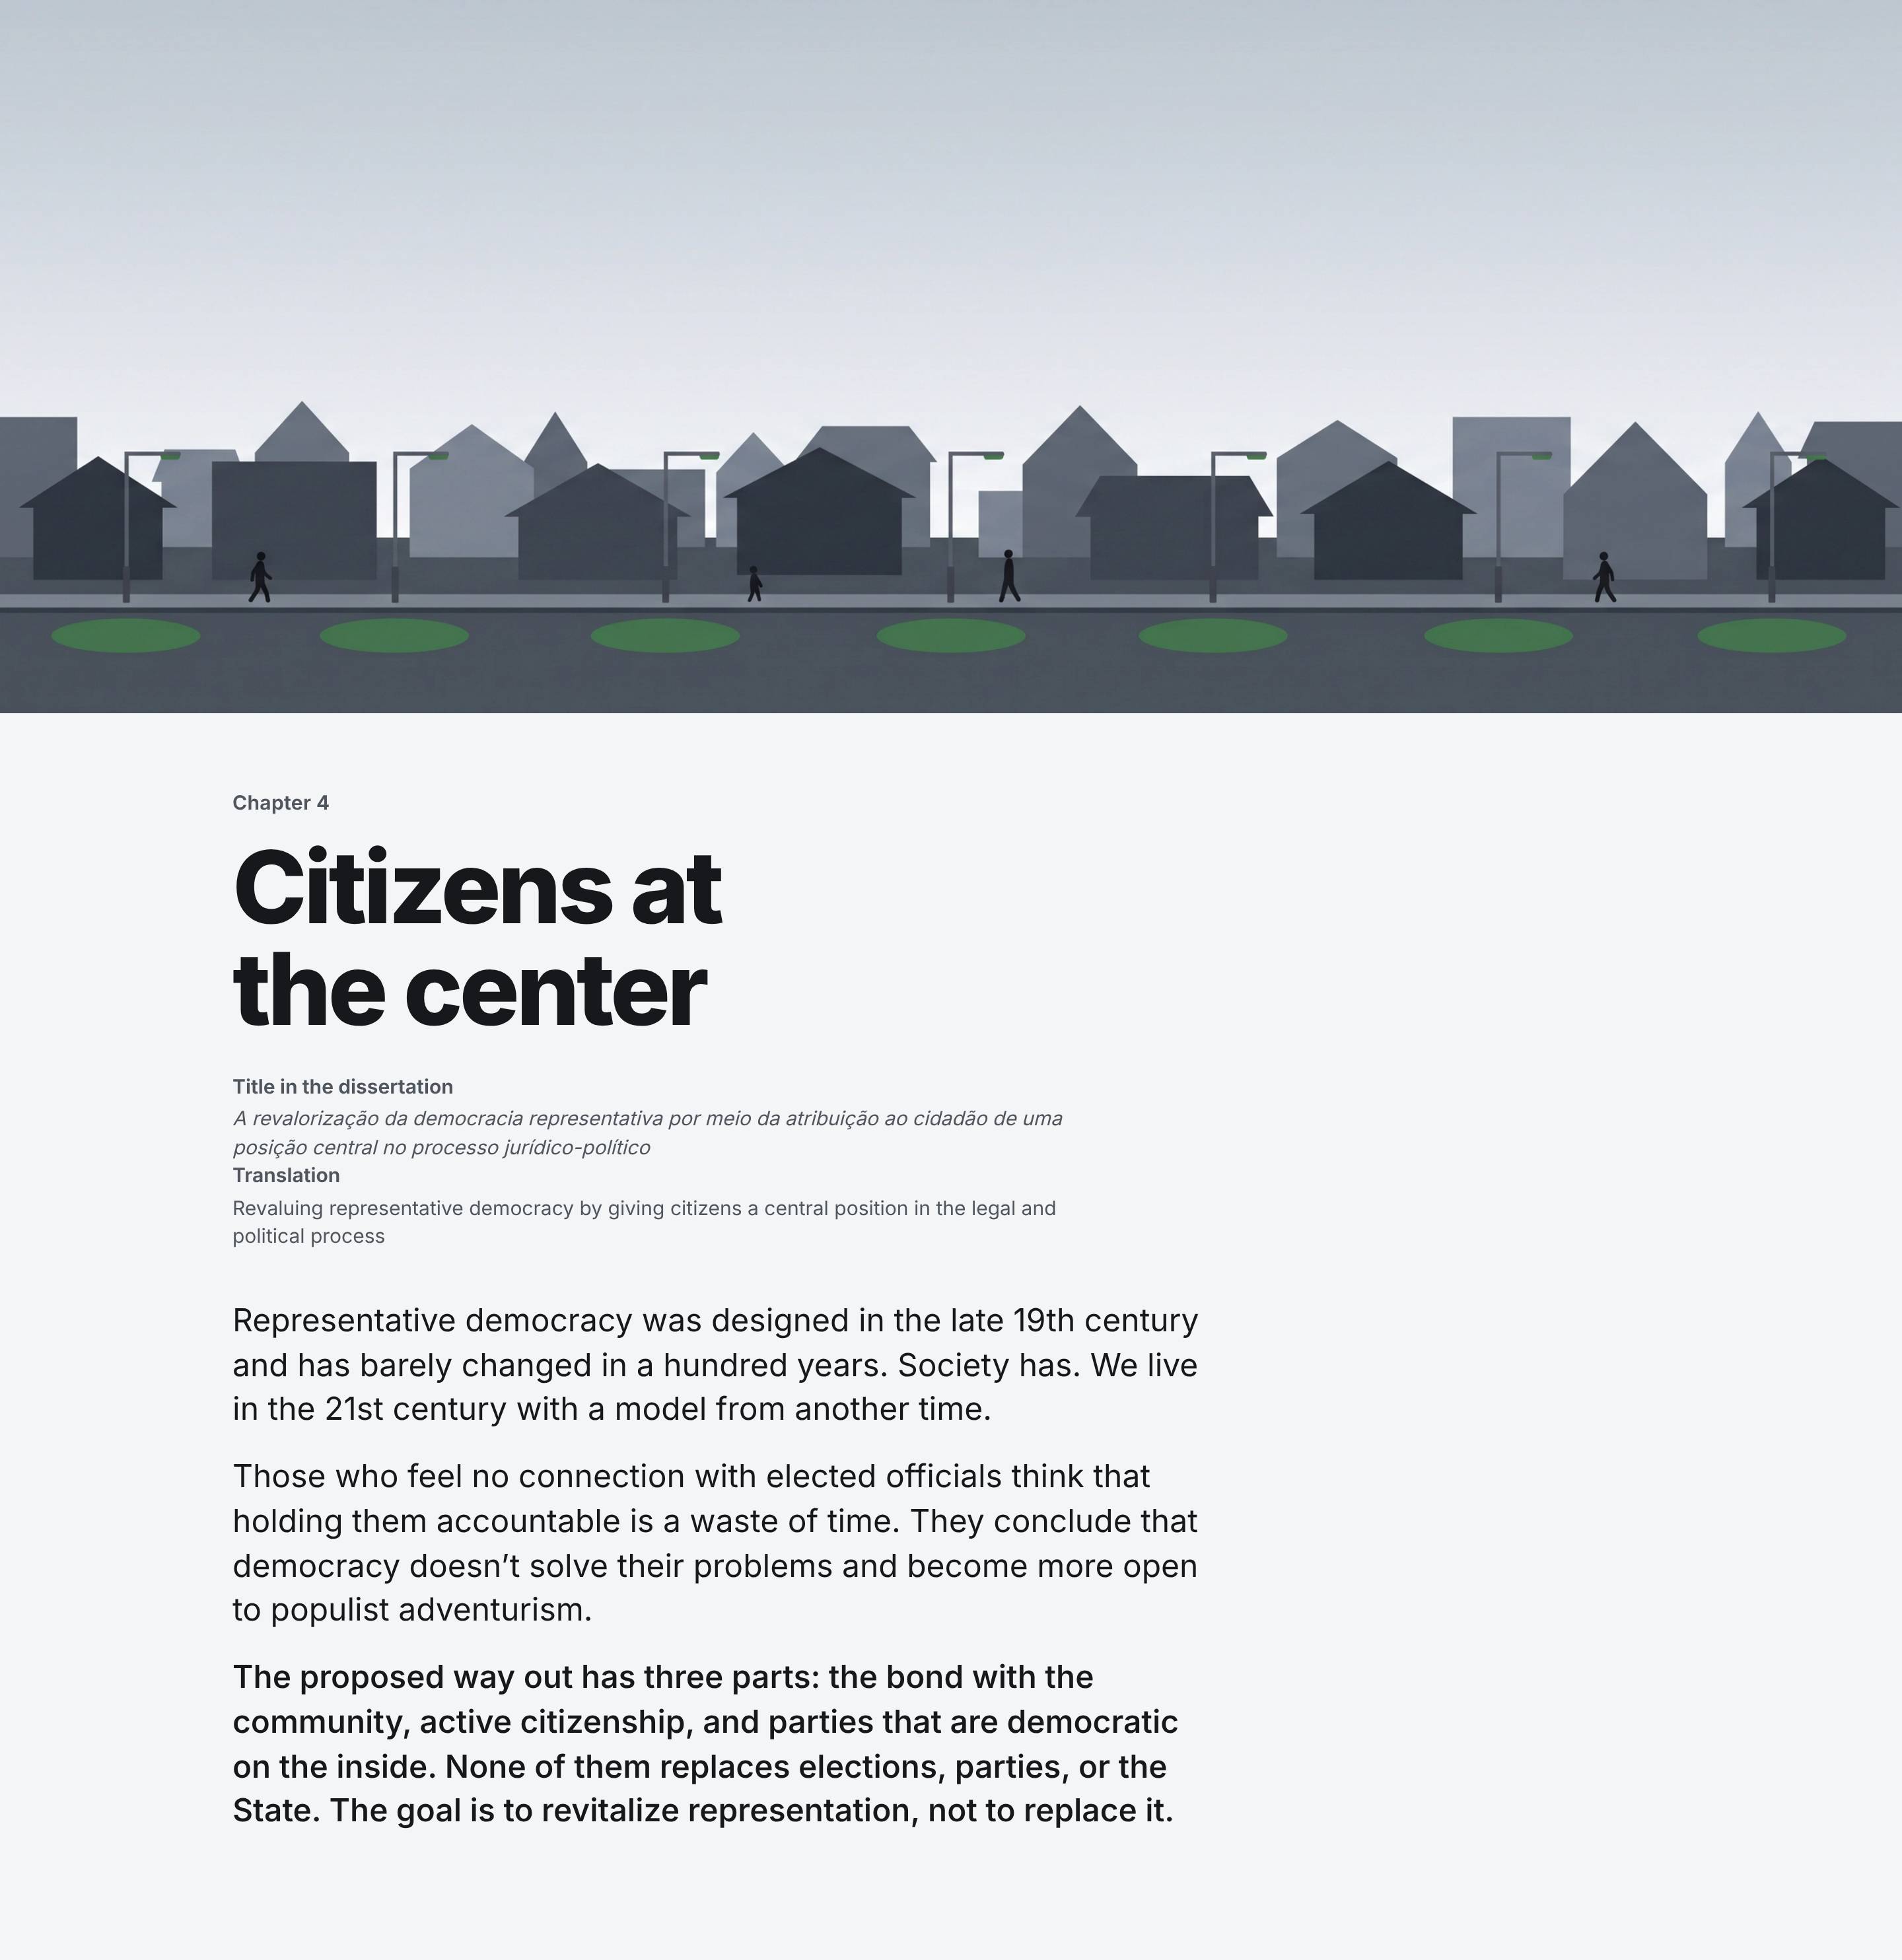 Chapter 4
Citizens at
the center
Title in the dissertation
A revalorização da democracia representativa por meio da atribuição ao cidadão de uma
posição central no processo jurídico-político
Translation
Revaluing representative democracy by giving citizens a central position in the legal and
political process
Representative democracy was designed in the late 19th century
and has barely changed in a hundred years. Society has. We live
in the 21st century with a model from another time.
Those who feel no connection with elected officials think that
holding them accountable is a waste of time. They conclude that
democracy doesn’t solve their problems and become more open
to populist adventurism.
The proposed way out has three parts: the bond with the
community, active citizenship, and parties that are democratic
on the inside. None of them replaces elections, parties, or the
State. The goal is to revitalize representation, not to replace it.